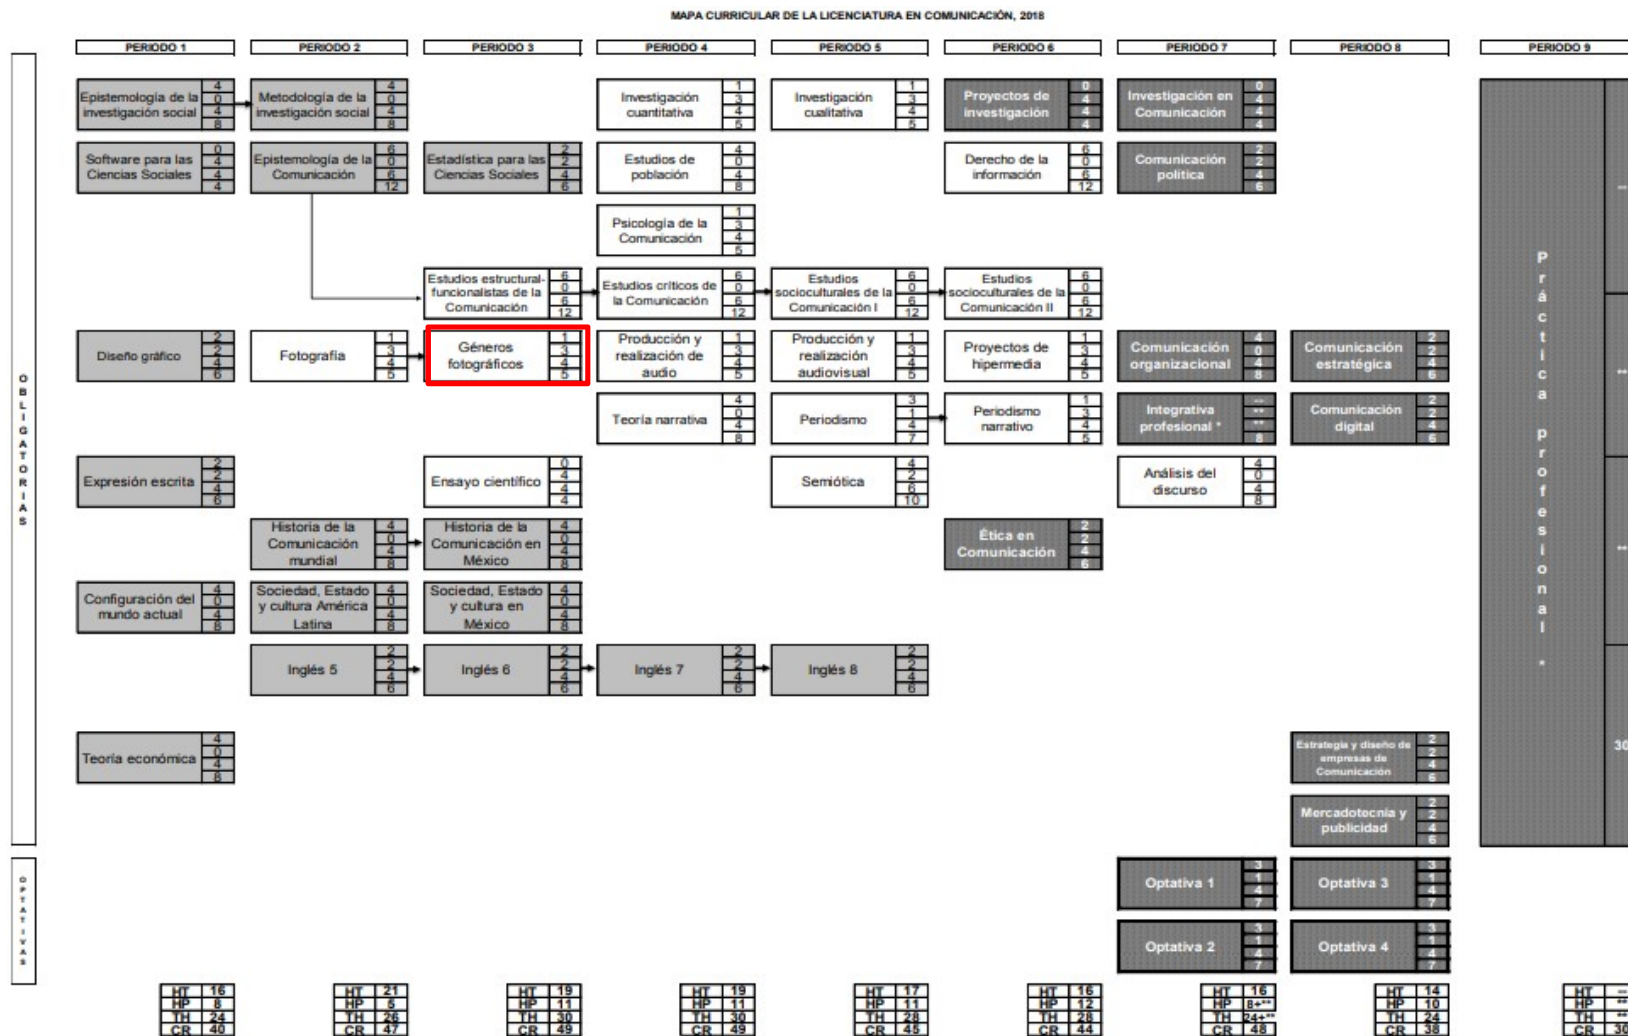 MAPA CURRICULAR DE LA LICENCIATURA EN COMUNICACIÓN, 2018
PERIODO 1 PERIODO 2 PERIODO 3 PERIODO 4 PERIODO 5 PERIODO 6 PERIODO 7 PERIODO 8 PERIODO 9
OBLIGATORIAS
Epistemología de la investigación social 4 0 4 8
Metodología de la investigación social 4 0 4 8
Investigación cuantitativa 1 3 4 5
Investigación cualitativa 1 3 4 5
Proyectos de investigación 0 4 4 4
Investigación en Comunicación 0 4 4 4
Software para las Ciencias Sociales 0 4 4 4
Epistemología de la Comunicación 6 0 6 12
Estadística para las Ciencias Sociales 2 2 4 6
Estudios de población 4 0 4 8
Derecho de la información 6 0 6 12
Comunicación política 2 2 4 6
Psicología de la Comunicación 1 3 4 5
Estudios estructural-funcionalistas de la Comunicación 6 0 6 12
Estudios críticos de la Comunicación 6 0 6 12
Estudios socioculturales de la Comunicación I 6 0 6 12
Estudios socioculturales de la Comunicación II 6 0 6 12
Diseño gráfico 2 2 4 6
Fotografía 1 3 4 5
Géneros fotográficos 1 3 4 5
Producción y realización de audio 1 3 4 5
Producción y realización audiovisual 1 3 4 5
Proyectos de hipermedia 1 3 4 5
Comunicación organizacional 4 0 4 8
Comunicación estratégica 2 2 4 6
Teoría narrativa 4 0 4 8
Periodismo 3 1 4 7
Periodismo narrativo 1 3 4 5
Integrativa profesional * -- ** ** 8
Comunicación digital 2 2 4 6
Expresión escrita 2 2 4 6
Ensayo científico 0 4 4 4
Semiótica 4 2 6 10
Análisis del discurso 4 0 4 8
Historia de la Comunicación mundial 4 0 4 8
Historia de la Comunicación en México 4 0 4 8
Ética en Comunicación 2 2 4 6
Configuración del mundo actual 4 0 4 8
Sociedad, Estado y cultura América Latina 4 0 4 8
Sociedad, Estado y cultura en México 4 0 4 8
Inglés 5 2 2 4 6
Inglés 6 2 2 4 6
Inglés 7 2 2 4 6
Inglés 8 2 2 4 6
Teoría económica 4 0 4 8
Estrategia y diseño de empresas de Comunicación 2 2 4 6
Mercadotecnia y publicidad 2 2 4 6
Práctica profesional * -- ** ** 30
OPTATIVAS
Optativa 1 3 1 4 7
Optativa 3 3 1 4 7
Optativa 2 3 1 4 7
Optativa 4 3 1 4 7
HT 16 HT 21 HT 19 HT 19 HT 17 HT 16 HT 16 HT 14 HT --
HP 8 HP 5 HP 11 HP 11 HP 11 HP 12 HP 8+** HP 10 HP **
TH 24 TH 26 TH 30 TH 30 TH 28 TH 28 TH 24+** TH 24 TH **
CR 40 CR 47 CR 49 CR 49 CR 45 CR 44 CR 48 CR 38 CR 30